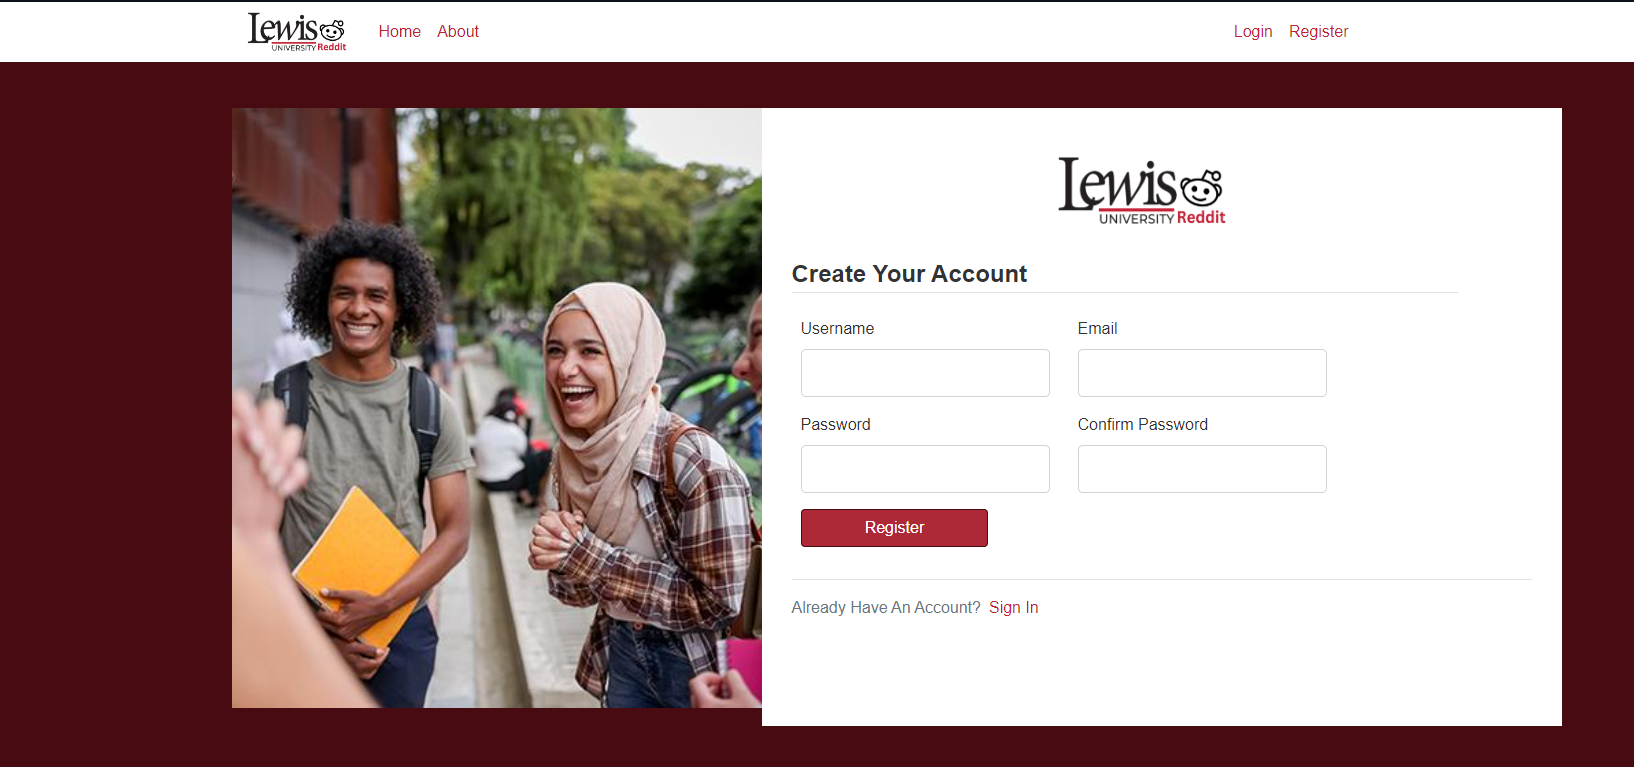 Lewis
UNIVERSITY Reddit
Home About
Login Register
Lewis
UNIVERSITY Reddit
Create Your Account
Username Email
Password Confirm Password
Register
Already Have An Account? Sign In